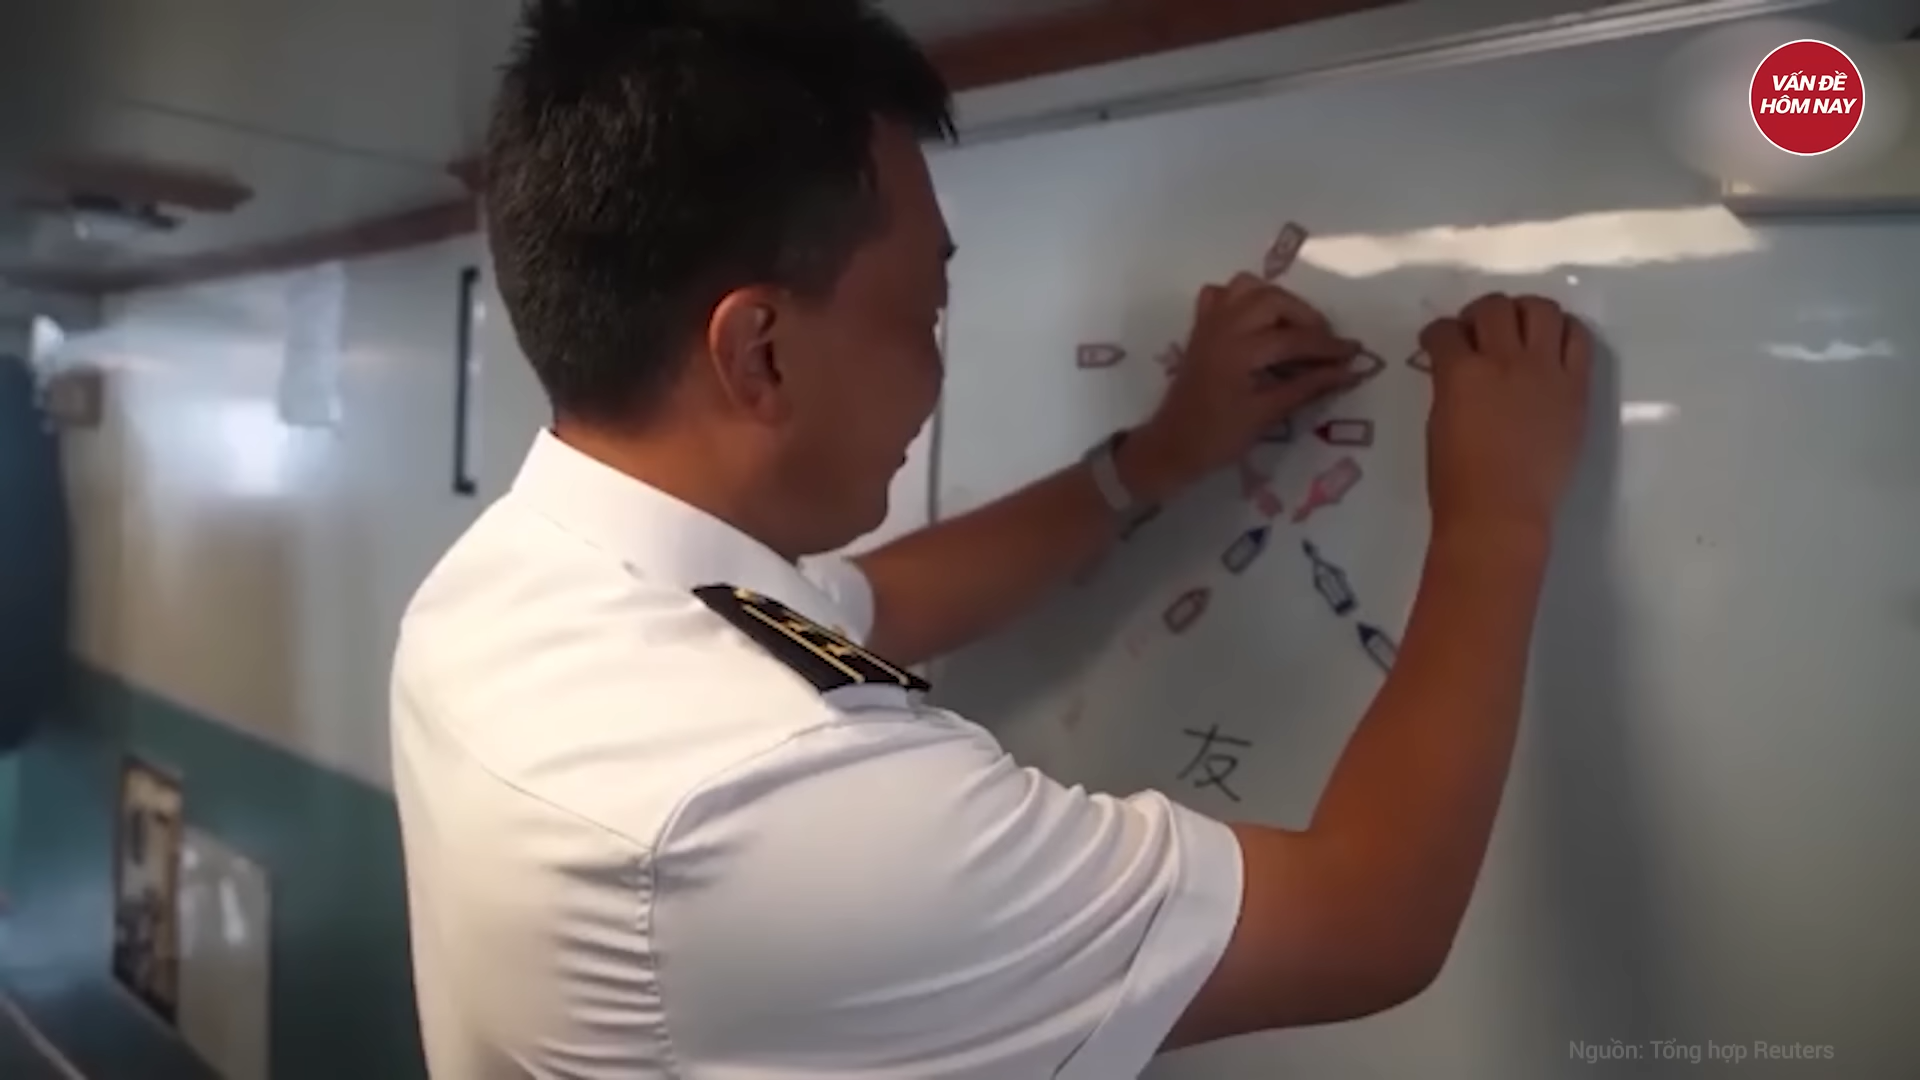 VẤN ĐỀ
HÔM NAY
友
Nguồn: Tổng hợp Reuters